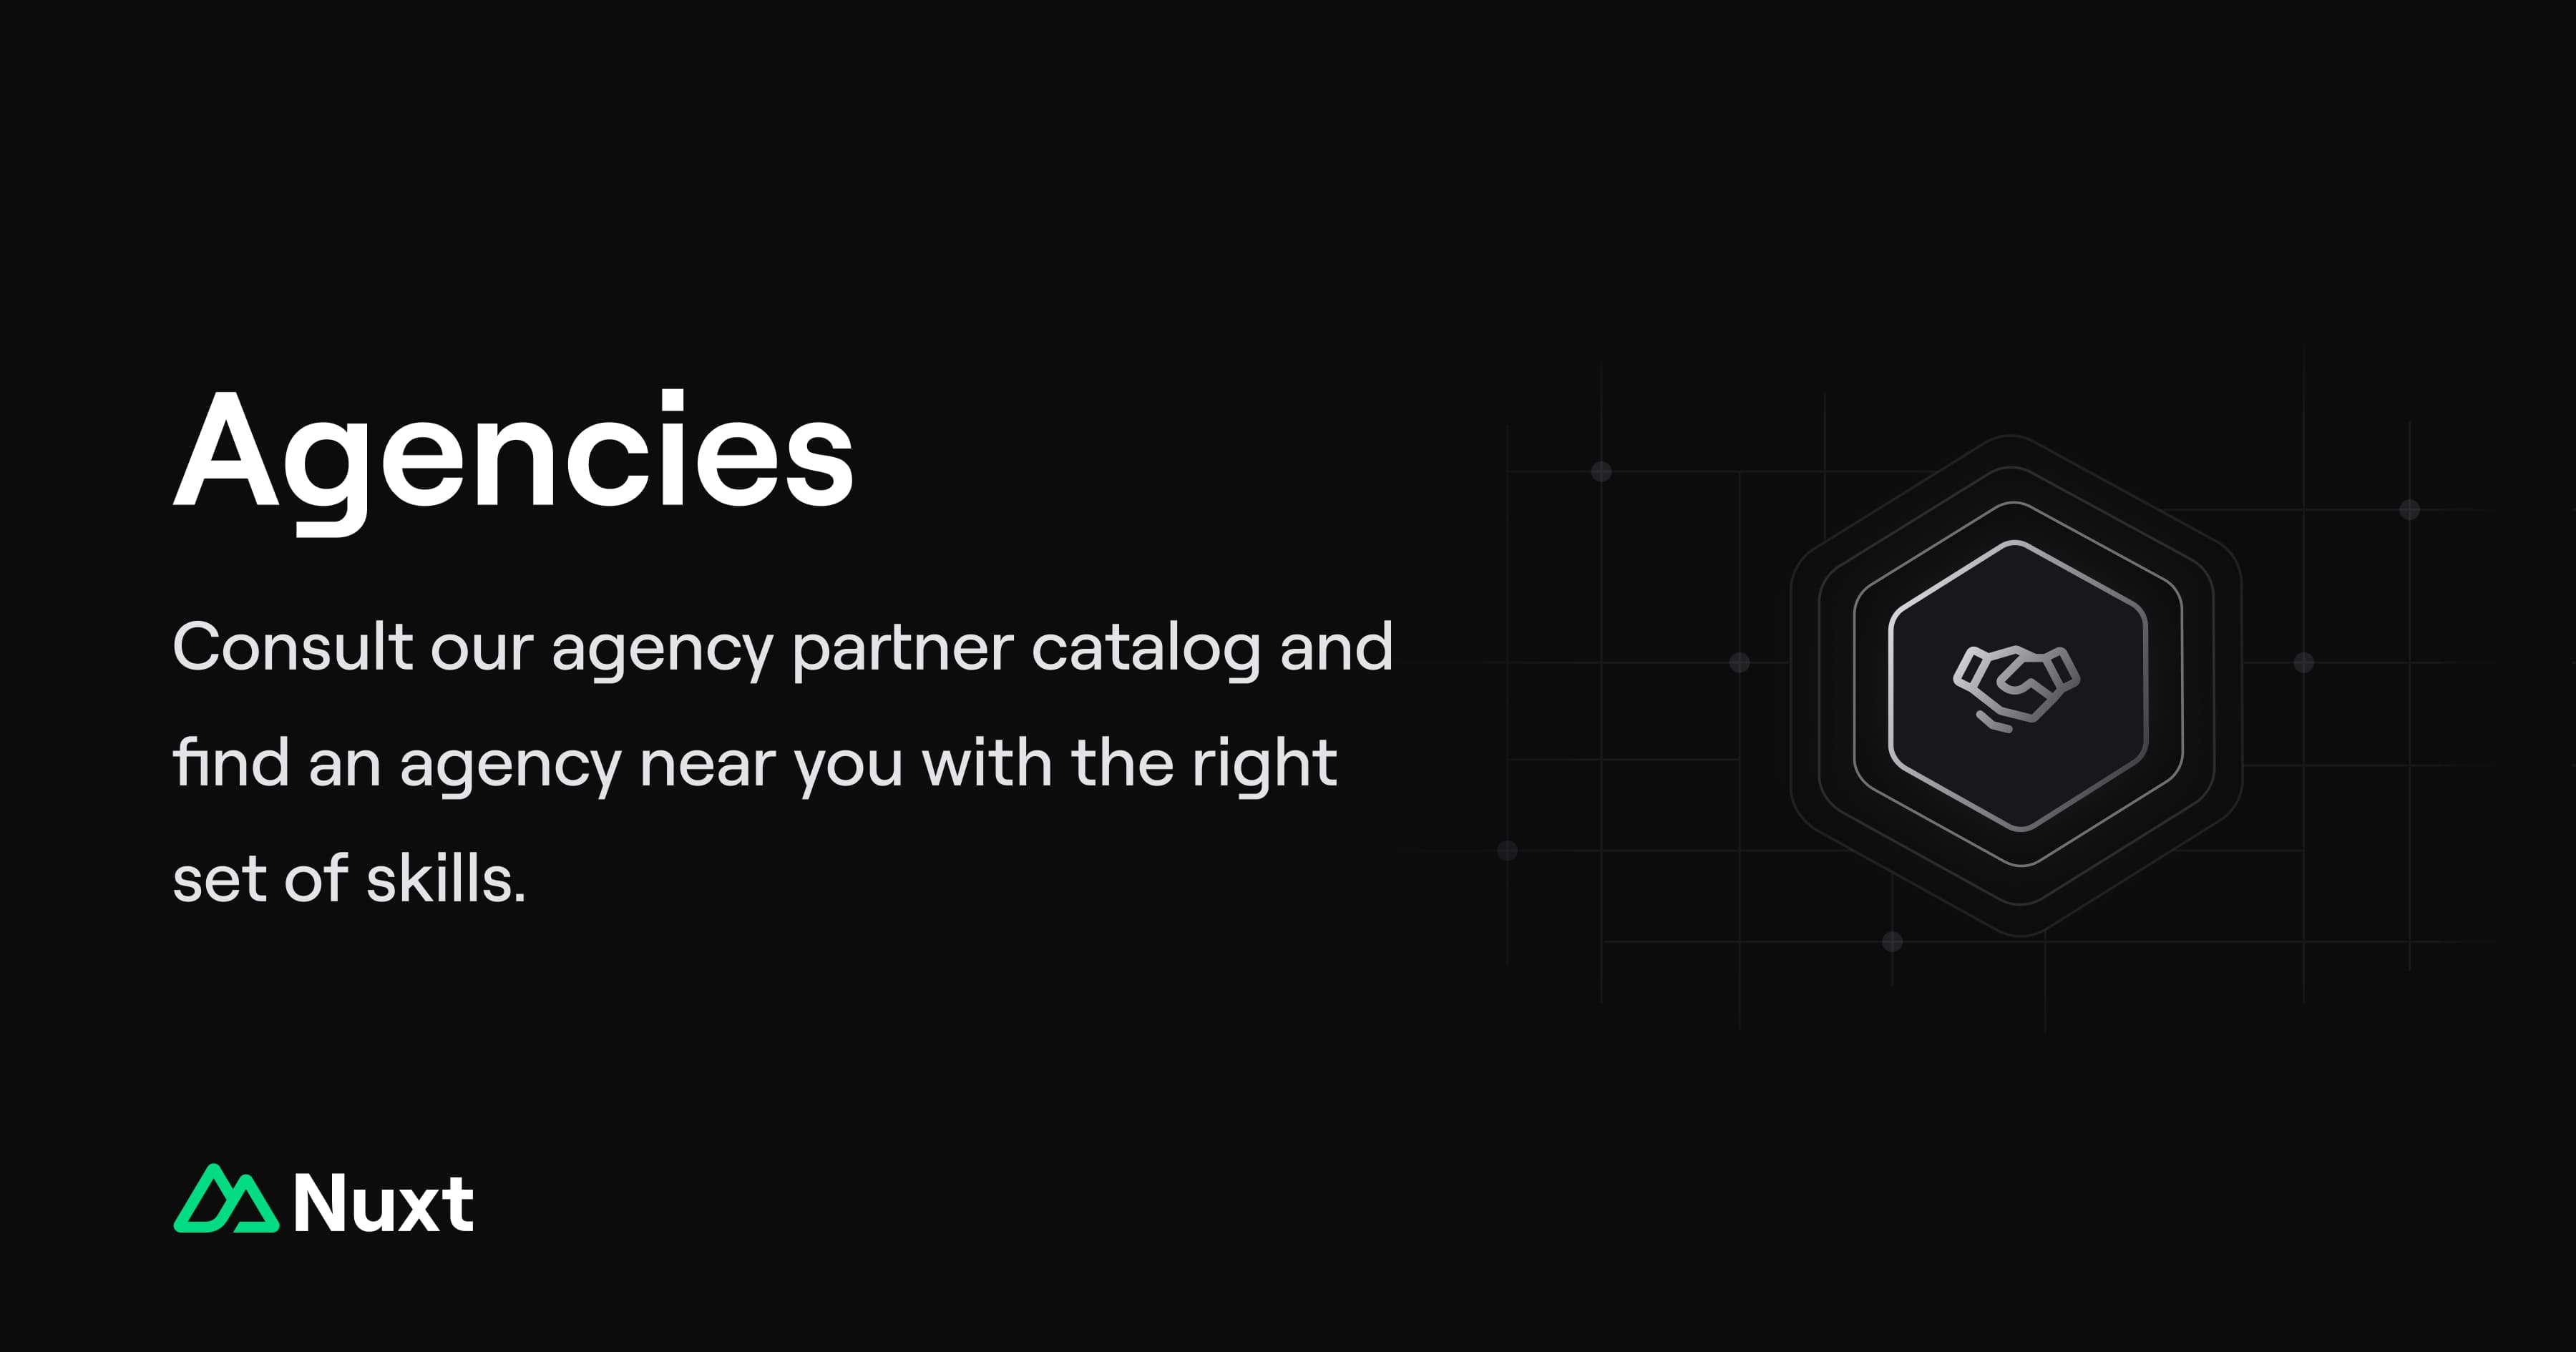 Agencies
Consult our agency partner catalog and
find an agency near you with the right
set of skills.
Nuxt